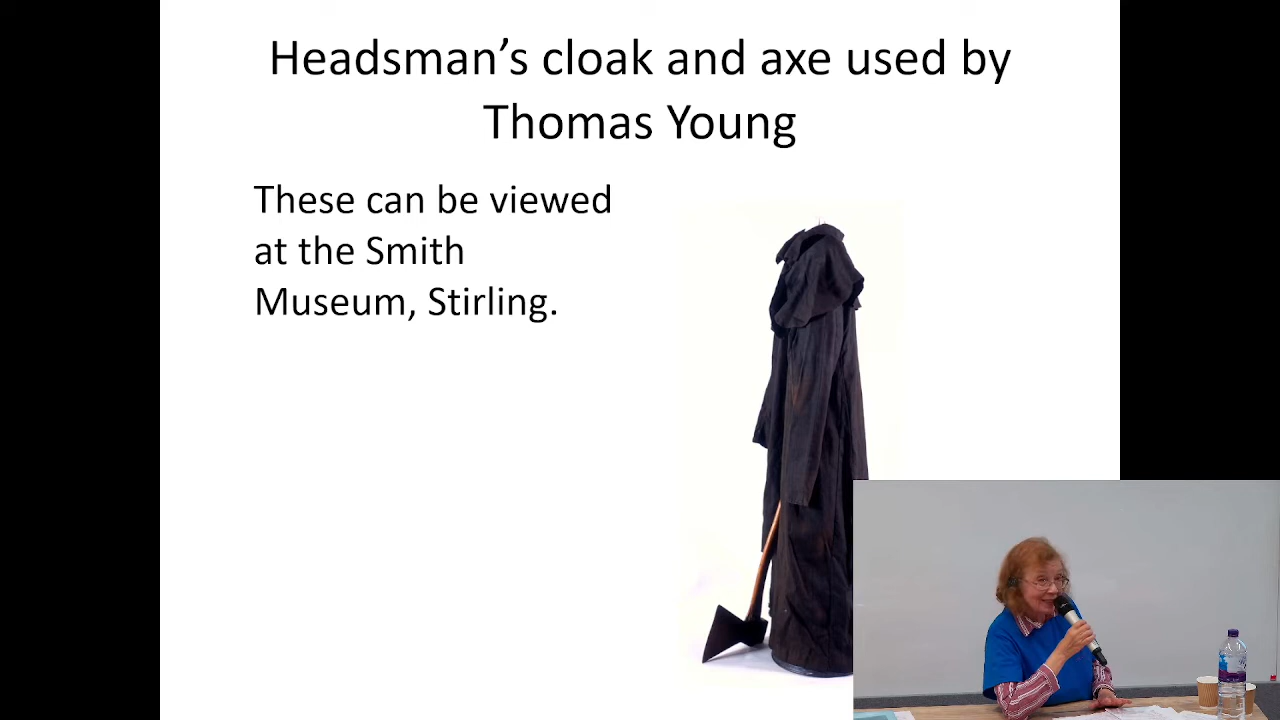 Headsman’s cloak and axe used by
Thomas Young
These can be viewed
at the Smith
Museum, Stirling.